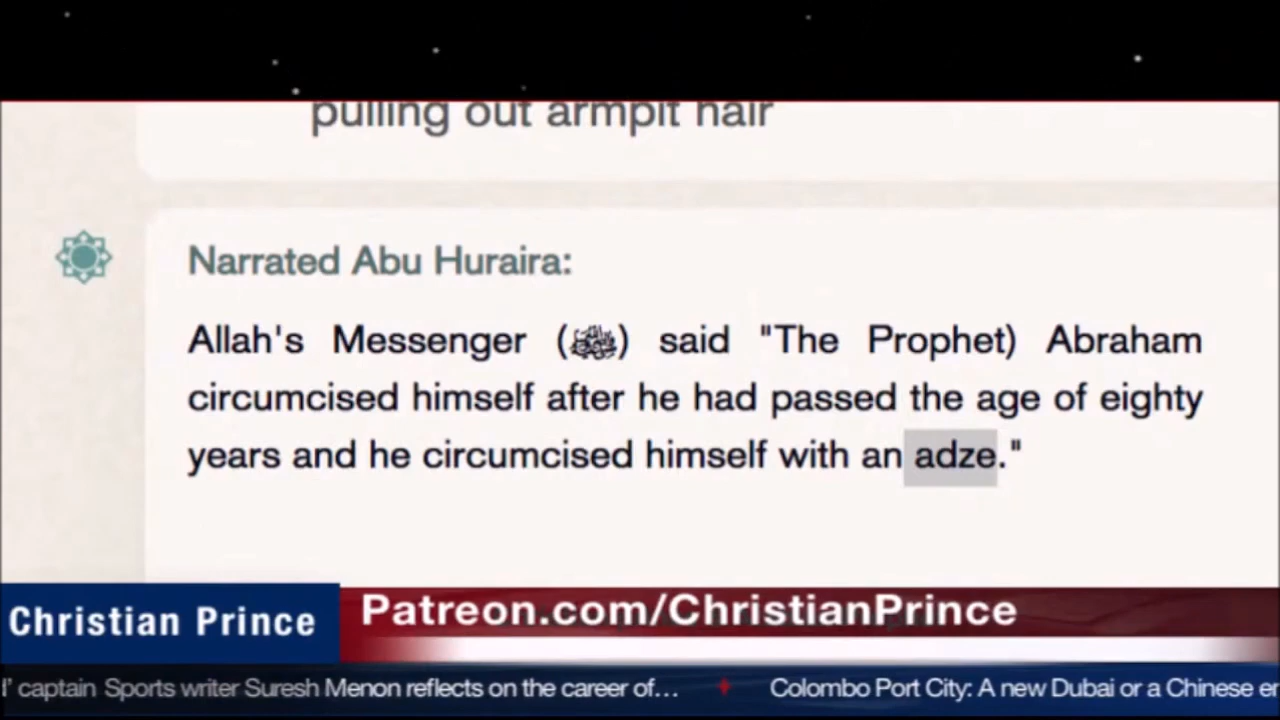 pulling out armpit hair
Narrated Abu Huraira:
Allah's Messenger (ﷺ) said "The Prophet) Abraham
circumcised himself after he had passed the age of eighty
years and he circumcised himself with an adze."
Christian Prince
Patreon.com/ChristianPrince
captain Sports writer Suresh Menon reflects on the career of... Colombo Port City: A new Dubai or a Chinese